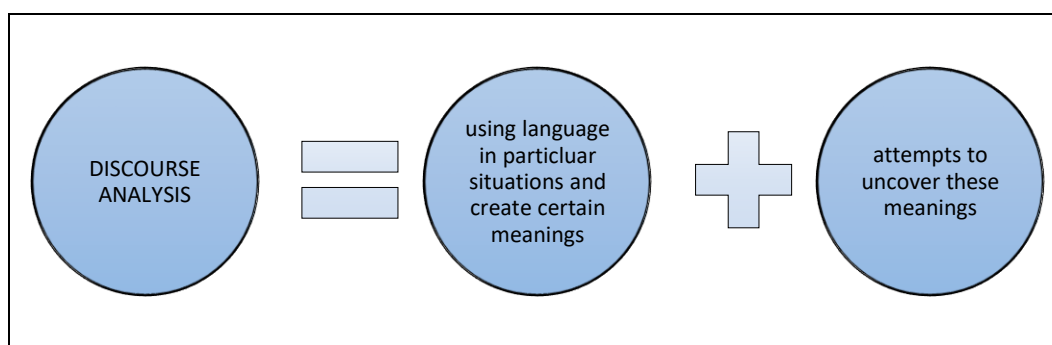 DISCOURSE
ANALYSIS
using language
in particluar
situations and
create certain
meanings
attempts to
uncover these
meanings